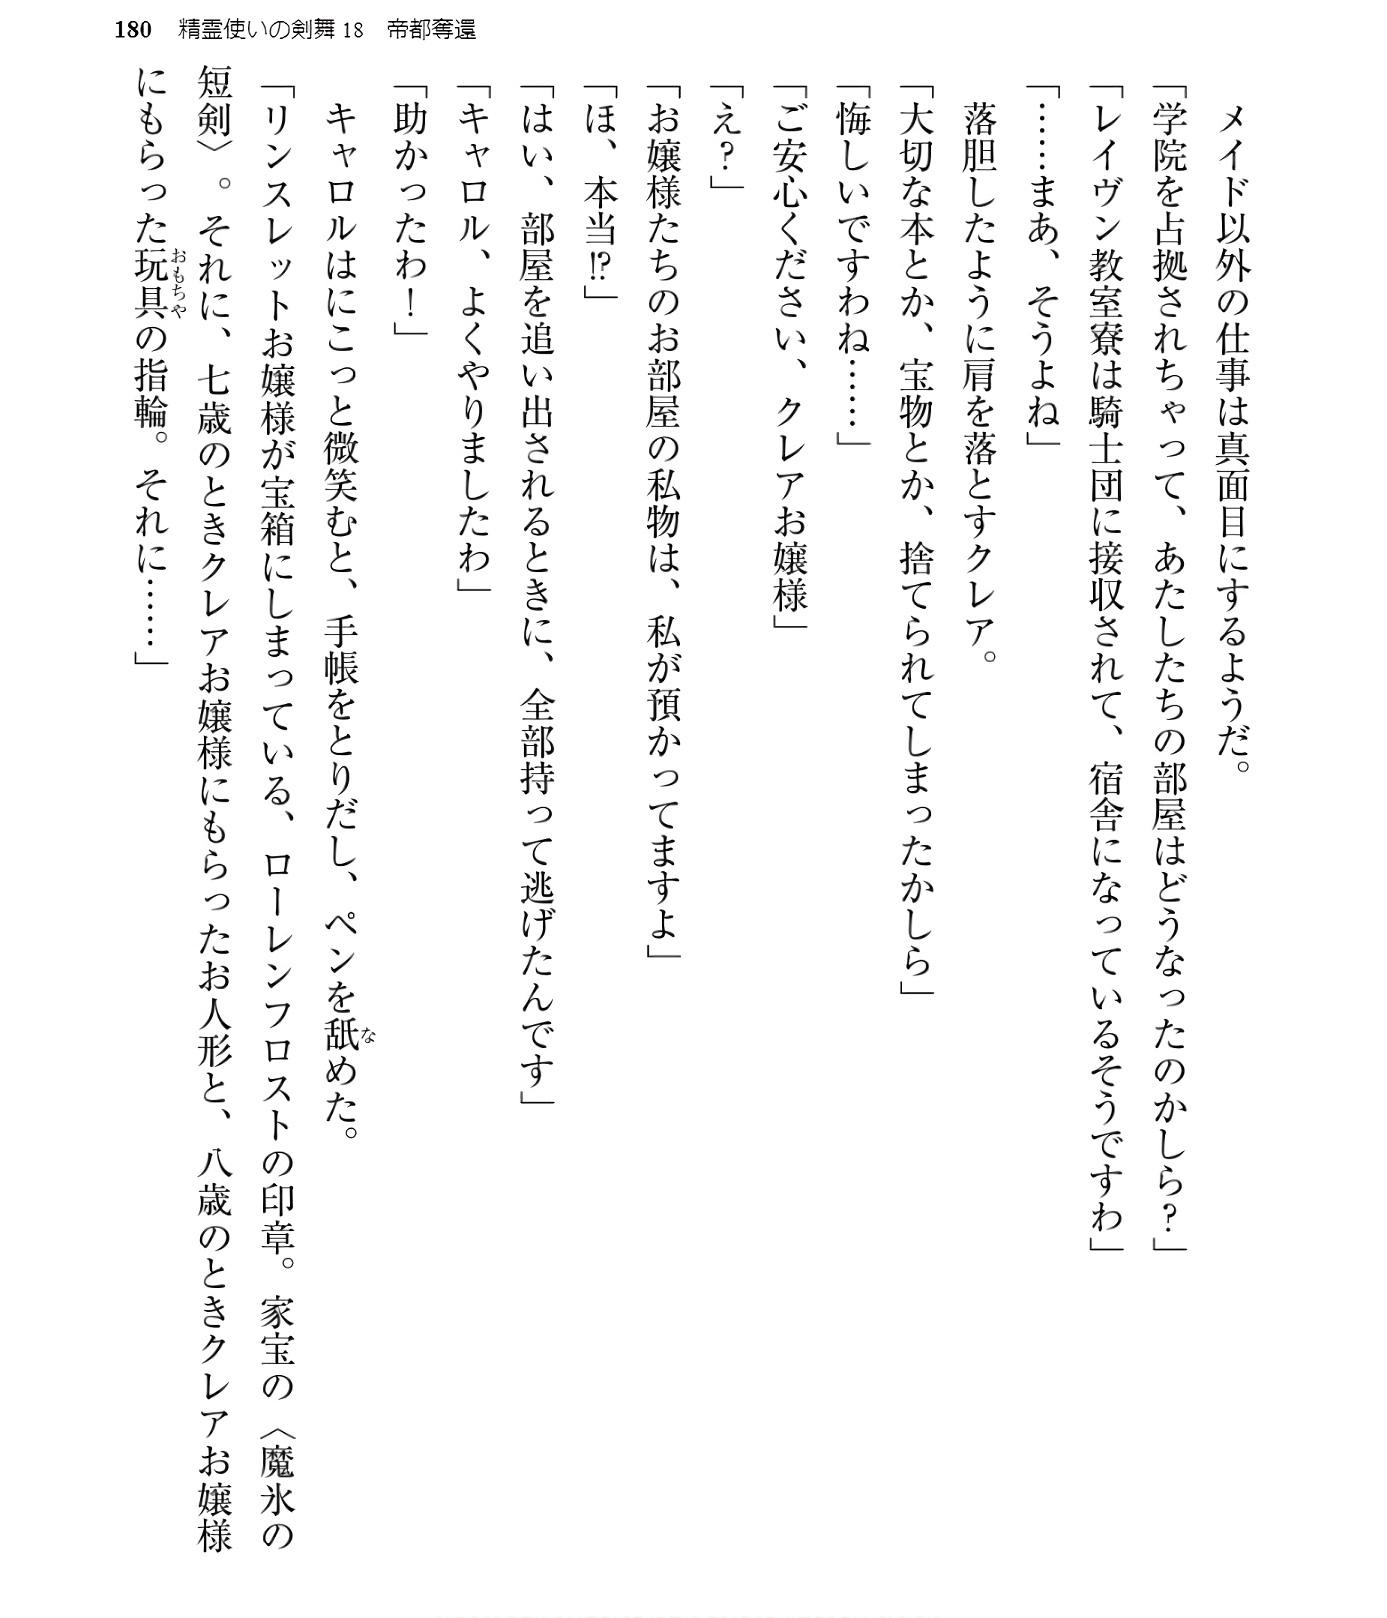 180 精霊使いの剣舞18 帝都奪還
メイド以外の仕事は真面目にするようだ。
「学院を占拠されちゃって、あたしたちの部屋はどうなったのかしら？」
「レイヴン教室寮は騎士団に接収されて、宿舎になっているそうですわ」
「……まあ、そうよね」
落胆したように肩を落とすクレア。
「大切な本とか、宝物とか、捨てられてしまったかしら」
「悔しいですわね……」
「ご安心ください、クレアお嬢様」
「え？」
「お嬢様たちのお部屋の私物は、私が預かってますよ」
「ほ、本当⁉」
「はい、部屋を追い出されるときに、全部持って逃げたんです」
「キャロル、よくやりましたわ」
「助かったわ！」
キャロルはにこっと微笑むと、手帳をとりだし、ペンを舐なめた。
「リンスレットお嬢様が宝箱にしまっている、ローレンフロストの印章。家宝の〈魔氷の
短剣〉。それに、七歳のときクレアお嬢様にもらったお人形と、八歳のときクレアお嬢様
にもらった玩具おもちゃの指輪。それに……」